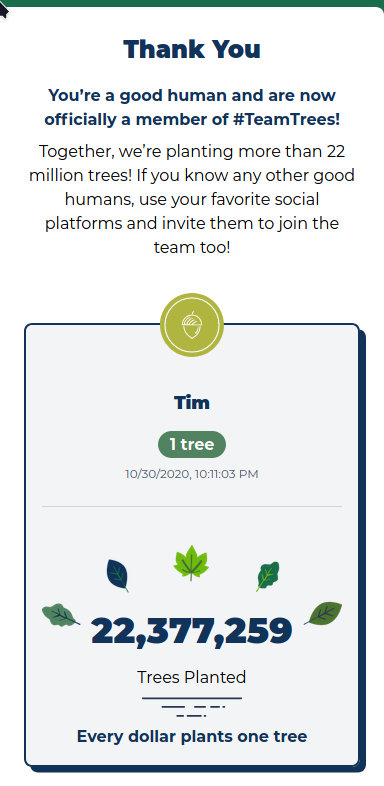 Thank You
You’re a good human and are now
officially a member of #TeamTrees!
Together, we’re planting more than 22
million trees! If you know any other good
humans, use your favorite social
platforms and invite them to join the
team too!
Tim
1 tree
10/30/2020, 10:11:03 PM
22,377,259
Trees Planted
Every dollar plants one tree